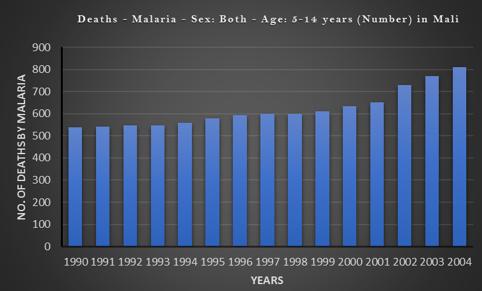 Deaths - Malaria - Sex: Both - Age: 5-14 years (Number) in Mali
NO. OF DEATHS BY MALARIA
900
800
700
600
500
400
300
200
100
0
1990 1991 1992 1993 1994 1995 1996 1997 1998 1999 2000 2001 2002 2003 2004
YEARS